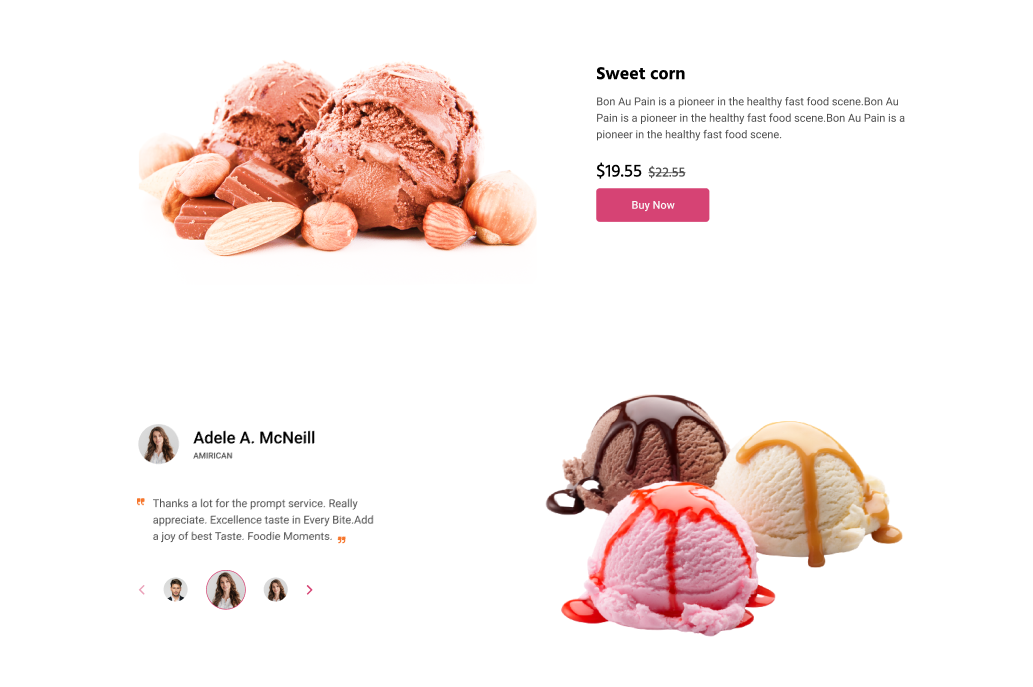 Sweet corn
Bon Au Pain is a pioneer in the healthy fast food scene.Bon Au
Pain is a pioneer in the healthy fast food scene.Bon Au Pain is a
pioneer in the healthy fast food scene.
$19.55 $22.55
Buy Now
Adele A. McNeill
AMIRICAN
❞ Thanks a lot for the prompt service. Really
appreciate. Excellence taste in Every Bite.Add
a joy of best Taste. Foodie Moments. ❞